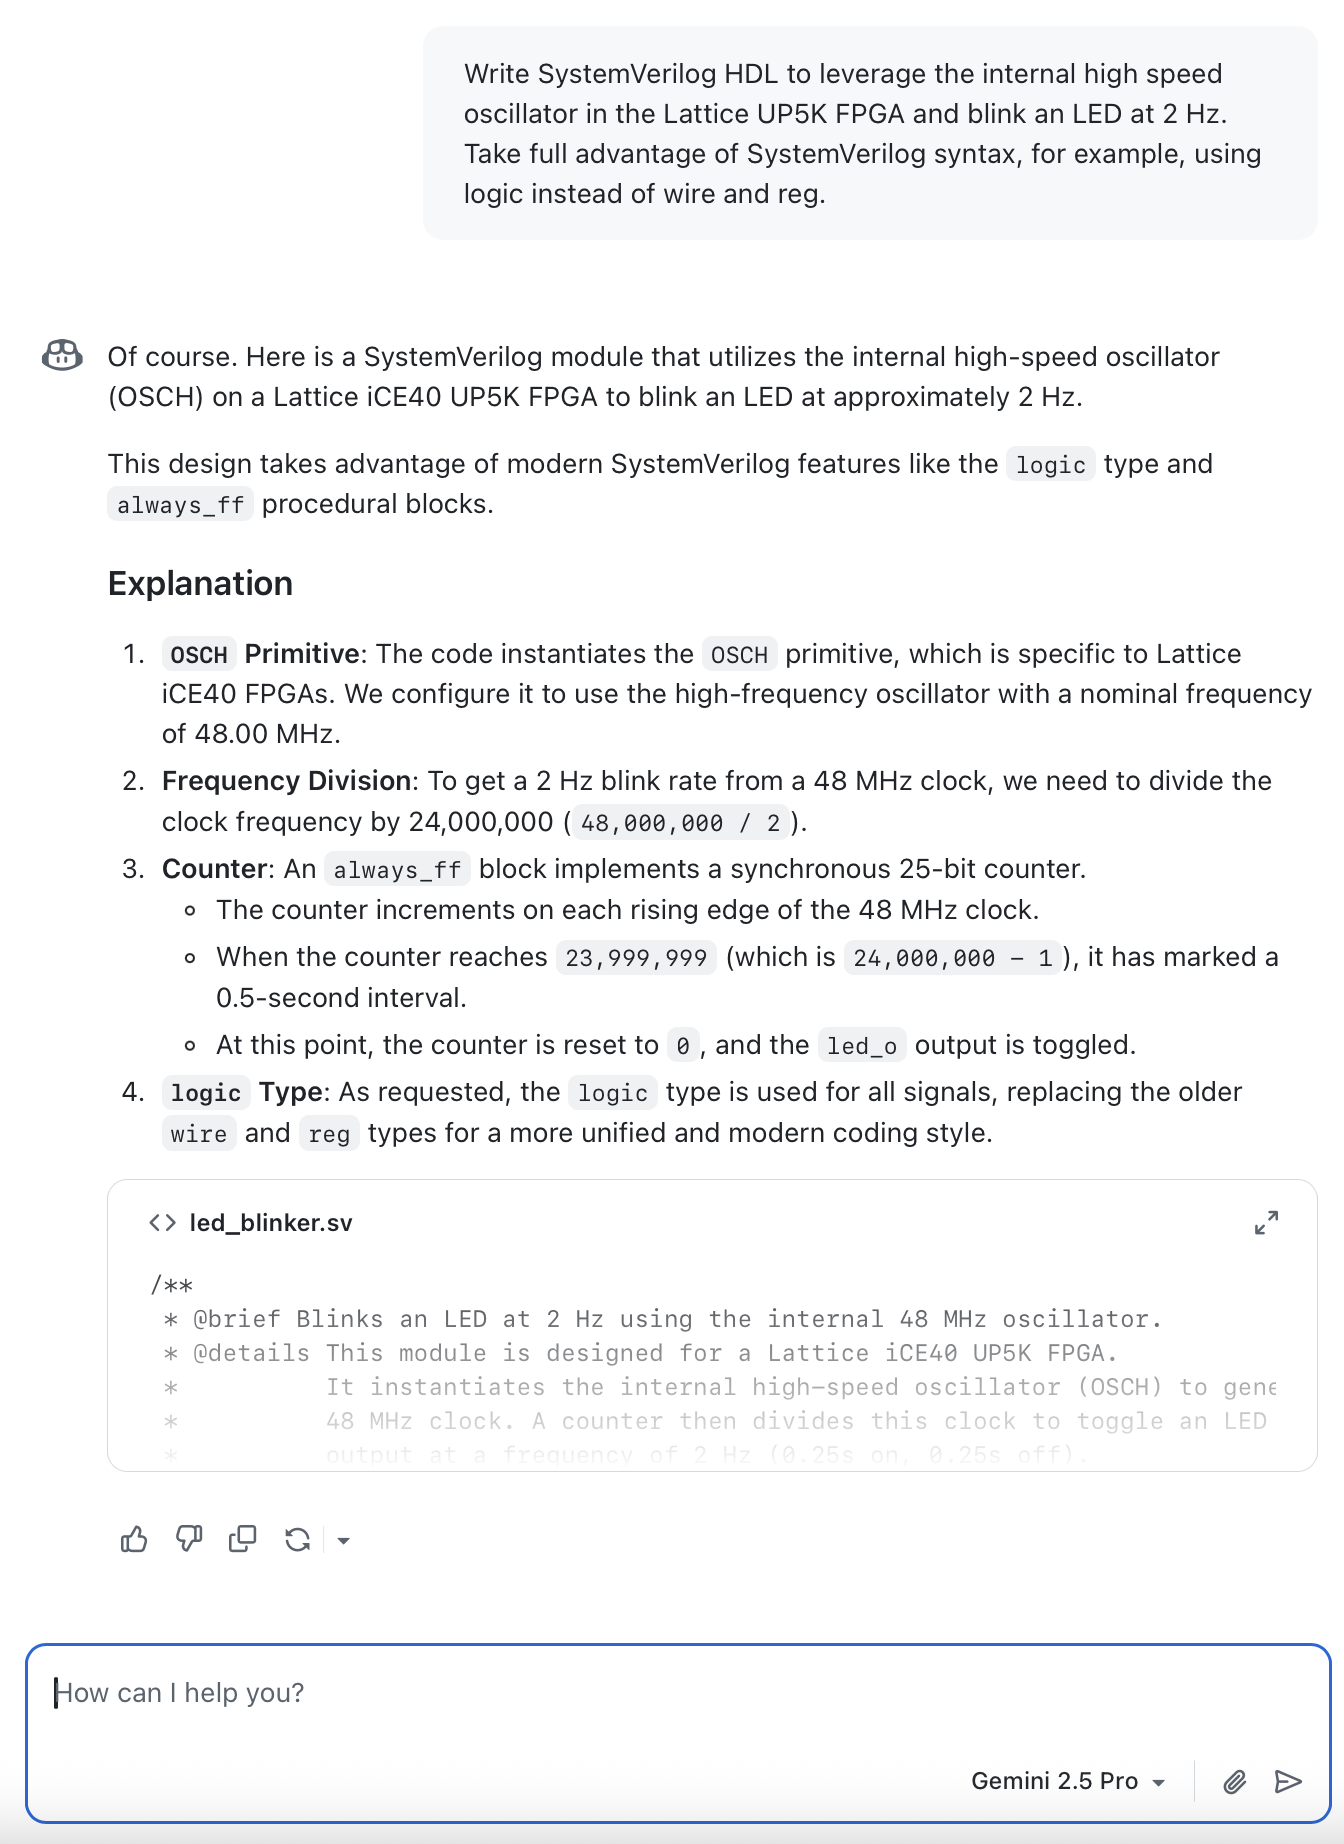 Write SystemVerilog HDL to leverage the internal high speed
oscillator in the Lattice UP5K FPGA and blink an LED at 2 Hz.
Take full advantage of SystemVerilog syntax, for example, using
logic instead of wire and reg.
Of course. Here is a SystemVerilog module that utilizes the internal high-speed oscillator
(OSCH) on a Lattice iCE40 UP5K FPGA to blink an LED at approximately 2 Hz.
This design takes advantage of modern SystemVerilog features like the logic type and
always_ff procedural blocks.
Explanation
1. OSCH Primitive: The code instantiates the OSCH primitive, which is specific to Lattice
iCE40 FPGAs. We configure it to use the high-frequency oscillator with a nominal frequency
of 48.00 MHz.
2. Frequency Division: To get a 2 Hz blink rate from a 48 MHz clock, we need to divide the
clock frequency by 24,000,000 (48,000,000 / 2).
3. Counter: An always_ff block implements a synchronous 25-bit counter.
◦ The counter increments on each rising edge of the 48 MHz clock.
◦ When the counter reaches 23,999,999 (which is 24,000,000 - 1), it has marked a
0.5-second interval.
◦ At this point, the counter is reset to 0, and the led_o output is toggled.
4. logic Type: As requested, the logic type is used for all signals, replacing the older
wire and reg types for a more unified and modern coding style.
<> led_blinker.sv
/**
* @brief Blinks an LED at 2 Hz using the internal 48 MHz oscillator.
* @details This module is designed for a Lattice iCE40 UP5K FPGA.
* It instantiates the internal high-speed oscillator (OSCH) to gene
* 48 MHz clock. A counter then divides this clock to toggle an LED
* output at a frequency of 2 Hz (0.25s on, 0.25s off).
How can I help you?
Gemini 2.5 Pro